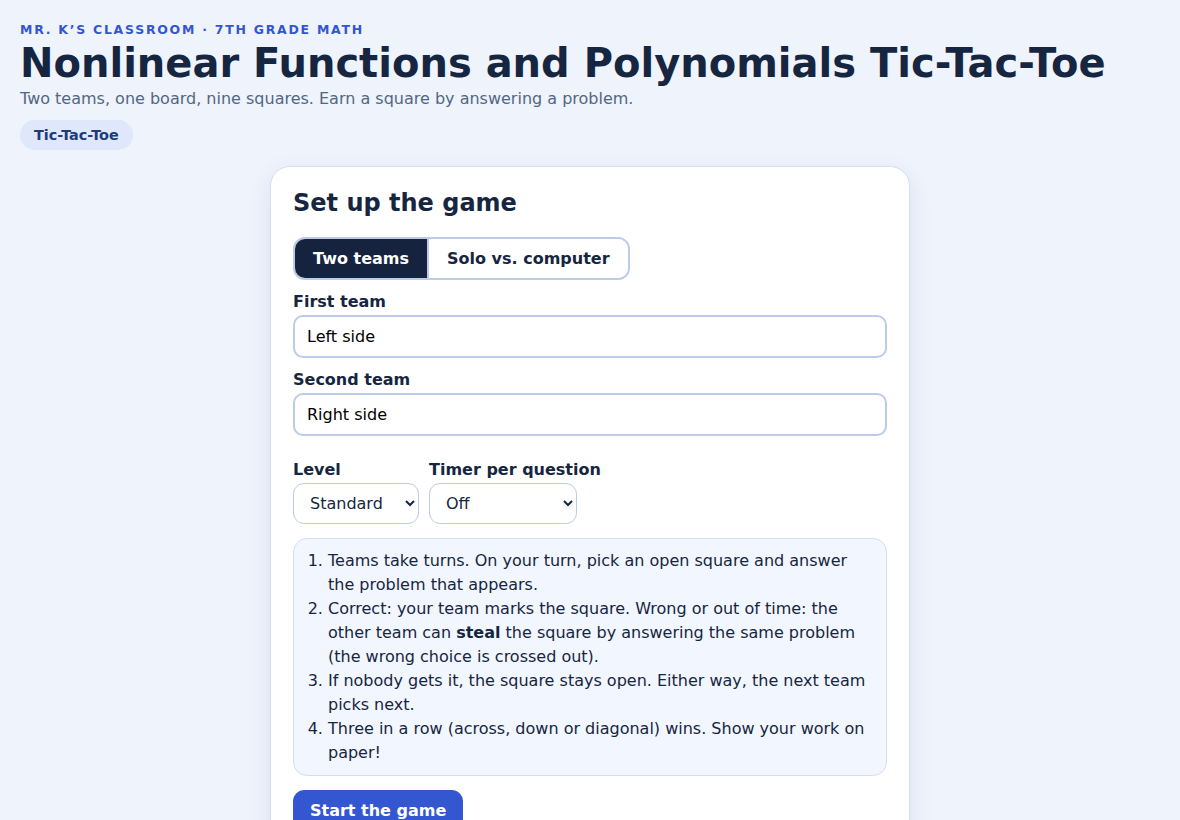 MR. K’S CLASSROOM · 7TH GRADE MATH
Nonlinear Functions and Polynomials Tic-Tac-Toe
Two teams, one board, nine squares. Earn a square by answering a problem.
Tic-Tac-Toe
Set up the game
Two teams
Solo vs. computer
First team
Left side
Second team
Right side
Level
Timer per question
Standard
Off
1. Teams take turns. On your turn, pick an open square and answer
the problem that appears.
2. Correct: your team marks the square. Wrong or out of time: the
other team can steal the square by answering the same problem
(the wrong choice is crossed out).
3. If nobody gets it, the square stays open. Either way, the next team
picks next.
4. Three in a row (across, down or diagonal) wins. Show your work on
paper!
Start the game